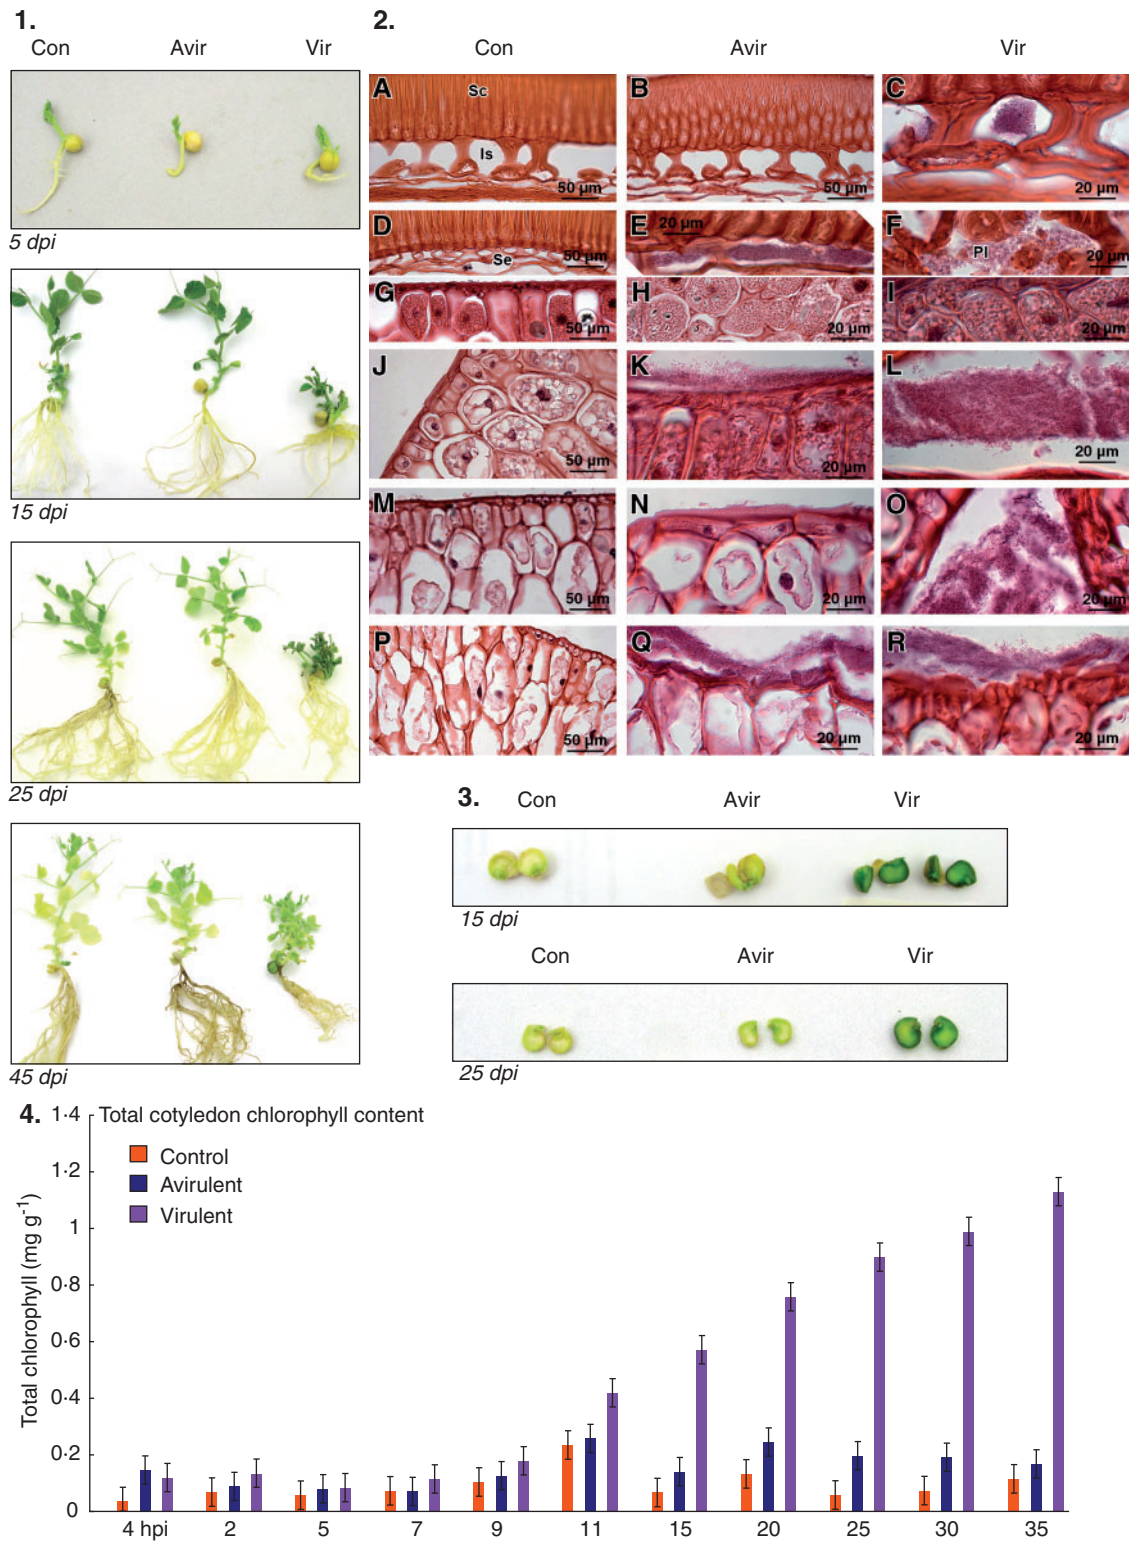 1.
Con Avir Vir
5 dpi
15 dpi
25 dpi
45 dpi
2.
Con Avir Vir
A Sc Is 50 µm
B 50 µm
C 20 µm
D Se 50 µm
E 20 µm
F Pl 20 µm
G 50 µm
H 20 µm
I 20 µm
J 50 µm
K 20 µm
L 20 µm
M 50 µm
N 20 µm
O 20 µm
P 50 µm
Q 20 µm
R 20 µm
3.
Con Avir Vir
15 dpi
Con Avir Vir
25 dpi
4.
Total cotyledon chlorophyll content
Control
Avirulent
Virulent
Total chlorophyll (mg g⁻¹)
1·4
1·2
1
0·8
0·6
0·4
0·2
0
4 hpi 2 5 7 9 11 15 20 25 30 35